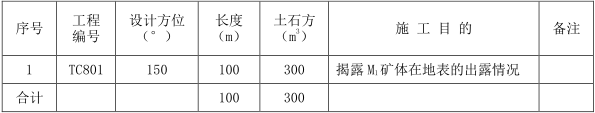 序号 工程编号 设计方位（°） 长度（m） 土石方（m³） 施 工 目 的 备注
1 TC801 150 100 300 揭露M₁矿体在地表的出露情况
合计 100 300